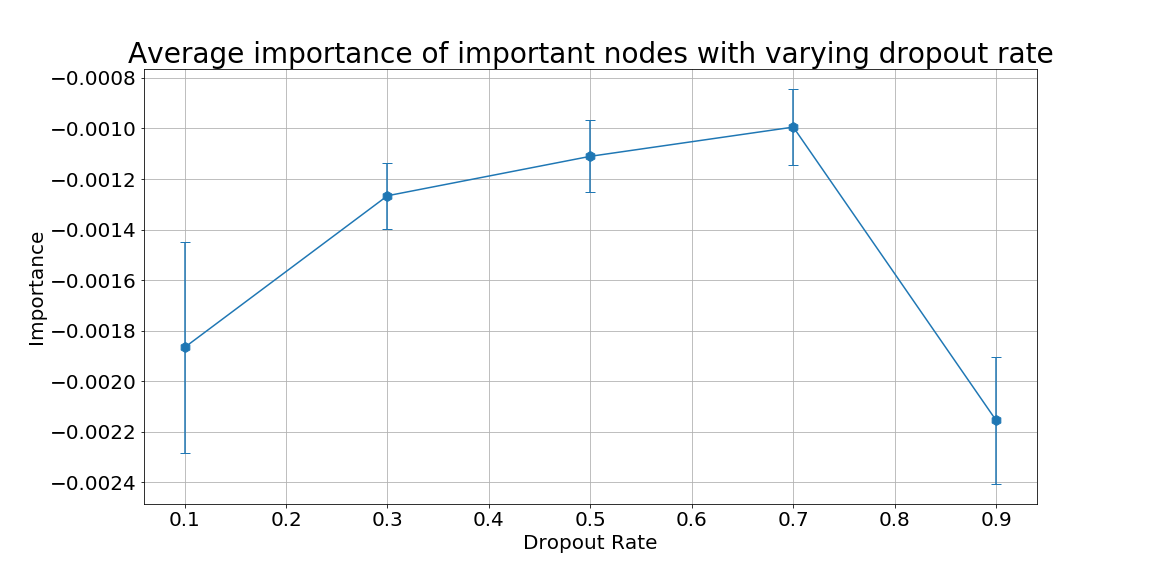 Average importance of important nodes with varying dropout rate
−0.0008
−0.0010
−0.0012
−0.0014
−0.0016
−0.0018
−0.0020
−0.0022
−0.0024
Importance
0.1 0.2 0.3 0.4 0.5 0.6 0.7 0.8 0.9
Dropout Rate